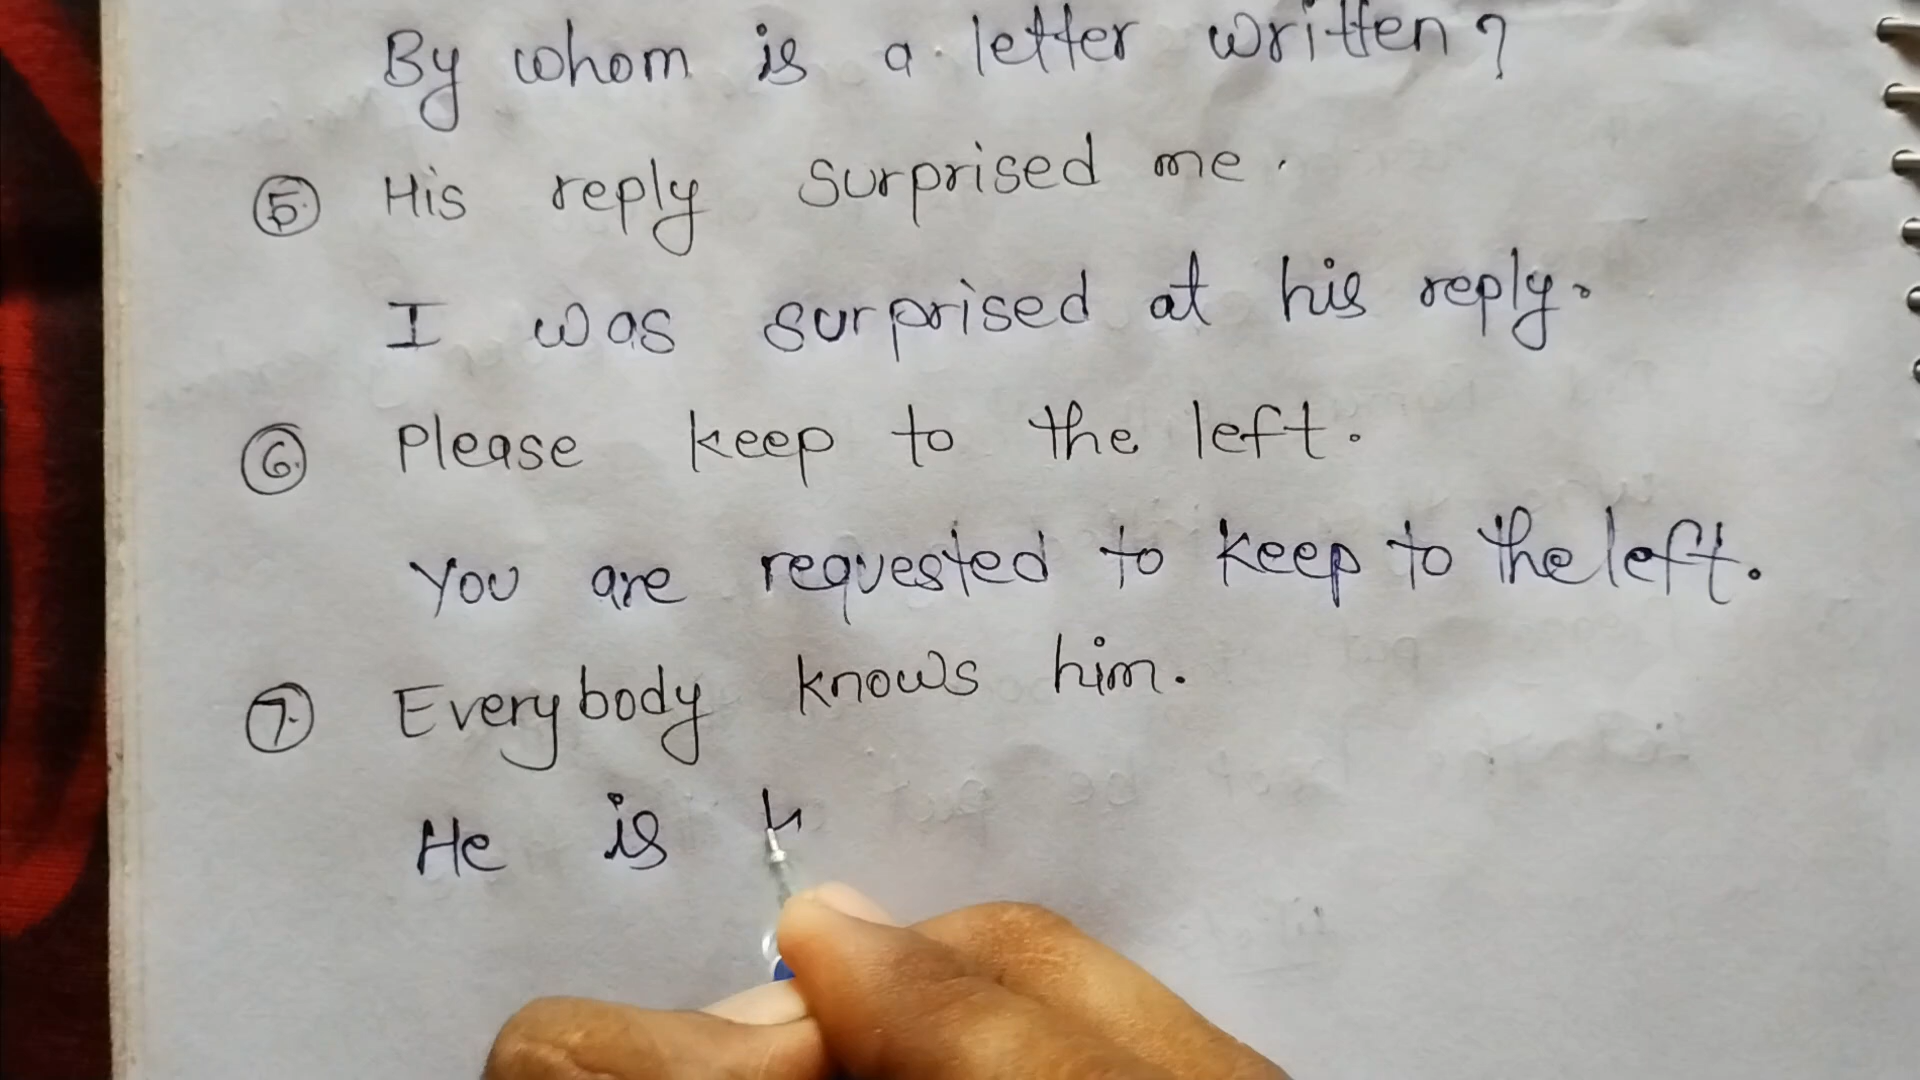 By whom is a letter written?
⑤ His reply surprised me.
I was surprised at his reply.
⑥ Please keep to the left.
You are requested to keep to the left.
⑦ Everybody knows him.
He is